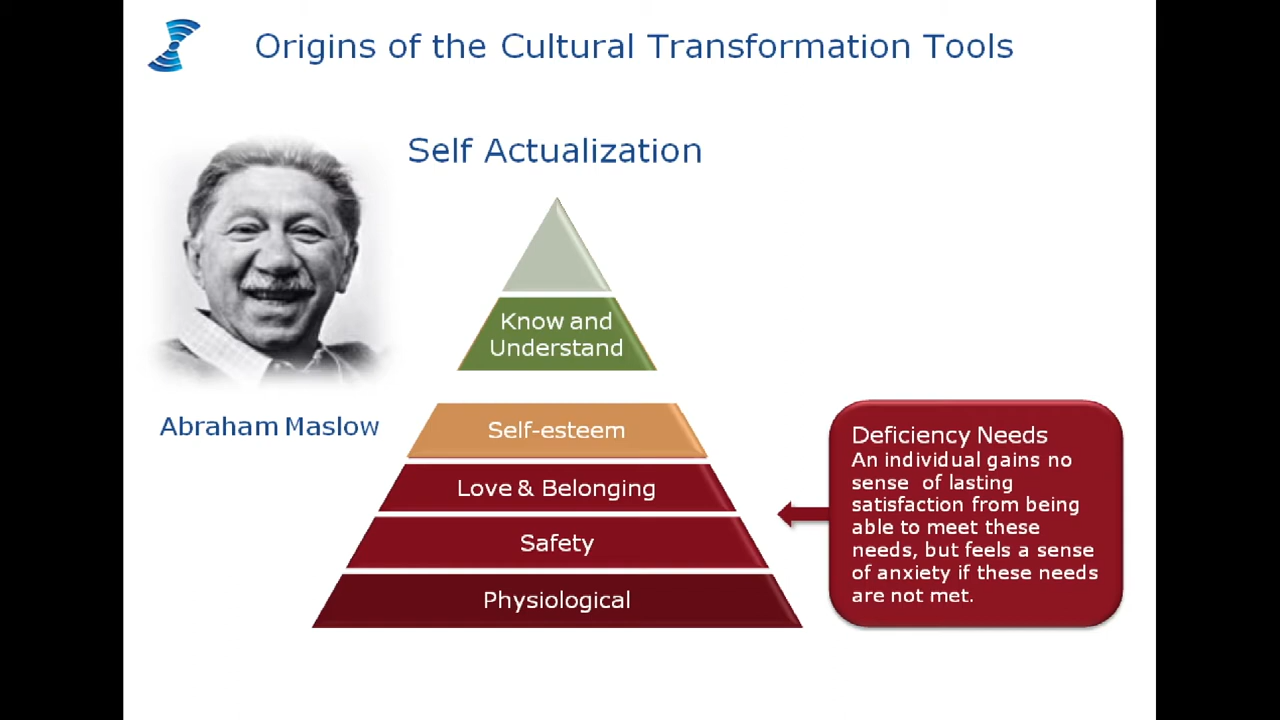 Origins of the Cultural Transformation Tools
Self Actualization
Know and
Understand
Abraham Maslow
Self-esteem
Love & Belonging
Safety
Physiological
Deficiency Needs
An individual gains no
sense of lasting
satisfaction from being
able to meet these
needs, but feels a sense
of anxiety if these needs
are not met.